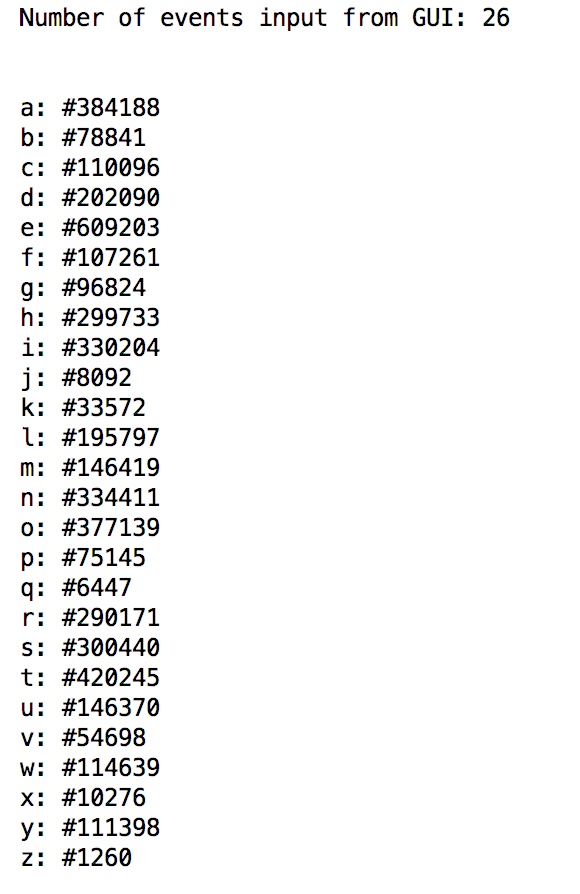 Number of events input from GUI: 26
a: #384188
b: #78841
c: #110096
d: #202090
e: #609203
f: #107261
g: #96824
h: #299733
i: #330204
j: #8092
k: #33572
l: #195797
m: #146419
n: #334411
o: #377139
p: #75145
q: #6447
r: #290171
s: #300440
t: #420245
u: #146370
v: #54698
w: #114639
x: #10276
y: #111398
z: #1260